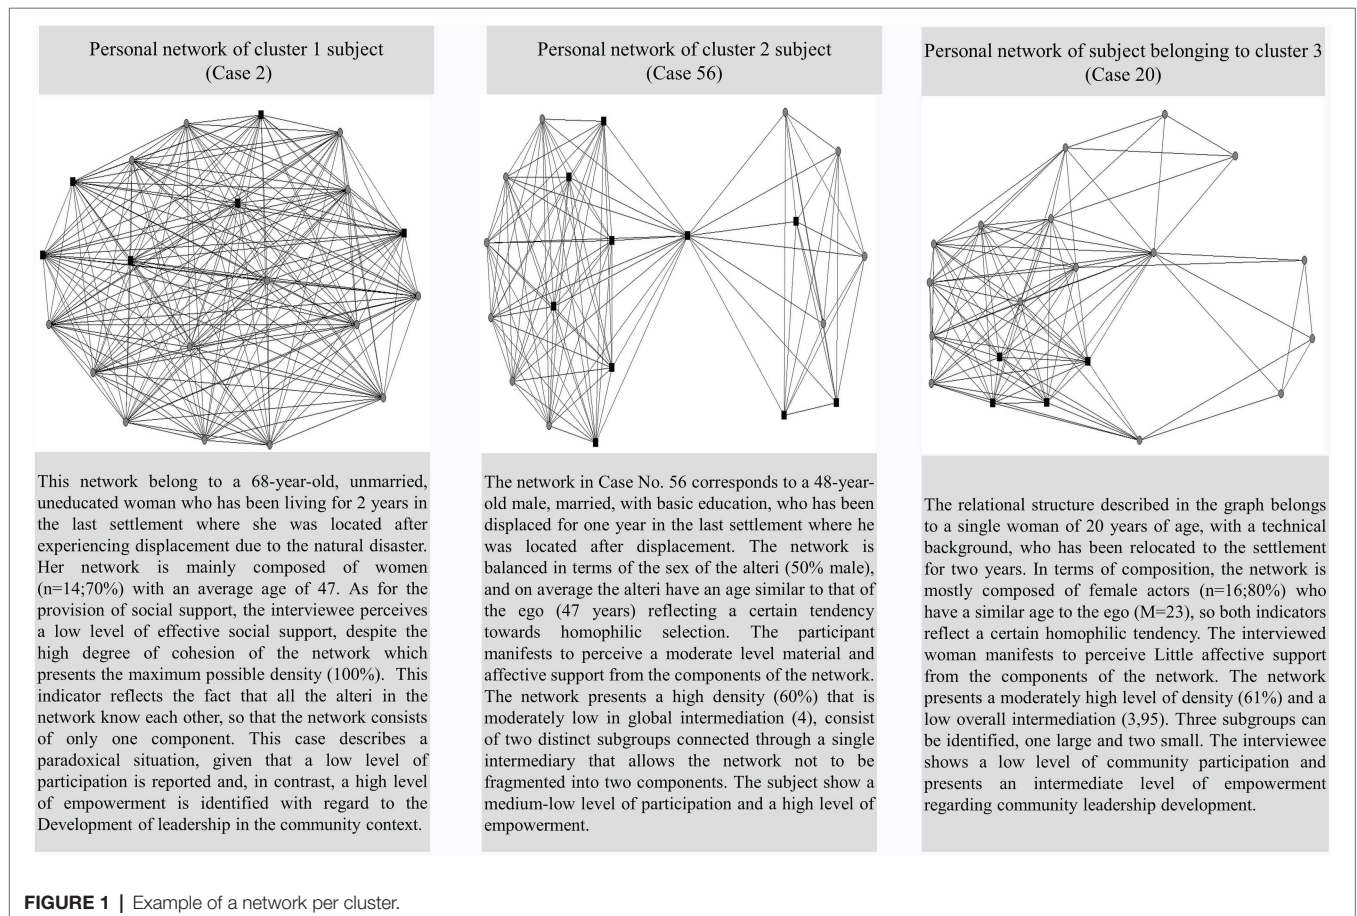 Personal network of cluster 1 subject
(Case 2)
Personal network of cluster 2 subject
(Case 56)
Personal network of subject belonging to cluster 3
(Case 20)
This network belong to a 68-year-old, unmarried,
uneducated woman who has been living for 2 years in
the last settlement where she was located after
experiencing displacement due to the natural disaster.
Her network is mainly composed of women
(n=14;70%) with an average age of 47. As for the
provision of social support, the interviewee perceives
a low level of effective social support, despite the
high degree of cohesion of the network which
presents the maximum possible density (100%). This
indicator reflects the fact that all the alteri in the
network know each other, so that the network consists
of only one component. This case describes a
paradoxical situation, given that a low level of
participation is reported and, in contrast, a high level
of empowerment is identified with regard to the
Development of leadership in the community context.
The network in Case No. 56 corresponds to a 48-year-
old male, married, with basic education, who has been
displaced for one year in the last settlement where he
was located after displacement. The network is
balanced in terms of the sex of the alteri (50% male),
and on average the alteri have an age similar to that of
the ego (47 years) reflecting a certain tendency
towards homophilic selection. The participant
manifests to perceive a moderate level material and
affective support from the components of the network.
The network presents a high density (60%) that is
moderately low in global intermediation (4), consist
of two distinct subgroups connected through a single
intermediary that allows the network not to be
fragmented into two components. The subject show a
medium-low level of participation and a high level of
empowerment.
The relational structure described in the graph belongs
to a single woman of 20 years of age, with a technical
background, who has been relocated to the settlement
for two years. In terms of composition, the network is
mostly composed of female actors (n=16;80%) who
have a similar age to the ego (M=23), so both indicators
reflect a certain homophilic tendency. The interviewed
woman manifests to perceive Little affective support
from the components of the network. The network
presents a moderately high level of density (61%) and a
low overall intermediation (3,95). Three subgroups can
be identified, one large and two small. The interviewee
shows a low level of community participation and
presents an intermediate level of empowerment
regarding community leadership development.
FIGURE 1 | Example of a network per cluster.